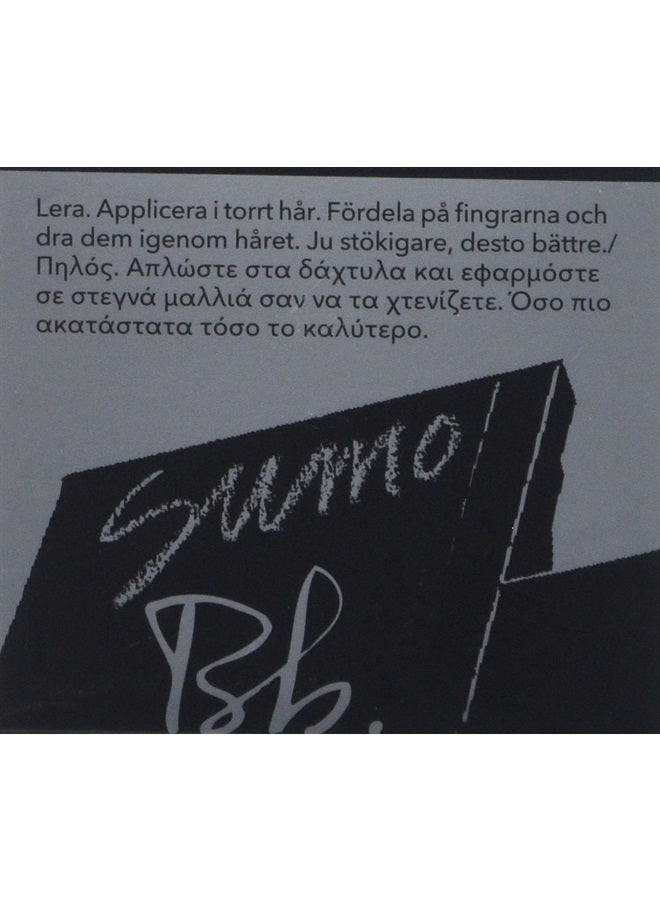 Lera. Applicera i torrt hår. Fördela på fingrarna och
dra dem igenom håret. Ju stökigare, desto bättre./
Πηλός. Απλώστε στα δάχτυλα και εφαρμόστε
σε στεγνά μαλλιά σαν να τα χτενίζετε. Όσο πιο
ακατάστατα τόσο το καλύτερο.
Sumo
Bb.